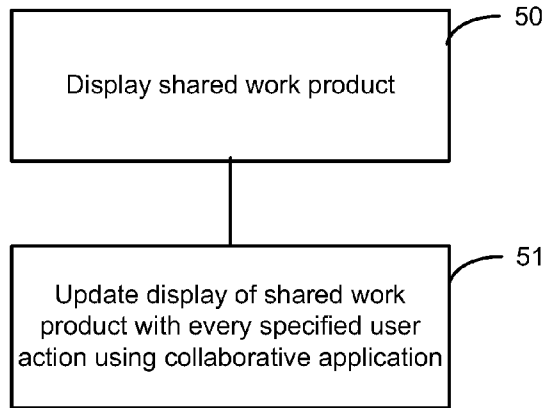 50
Display shared work product
51
Update display of shared work
product with every specified user
action using collaborative application